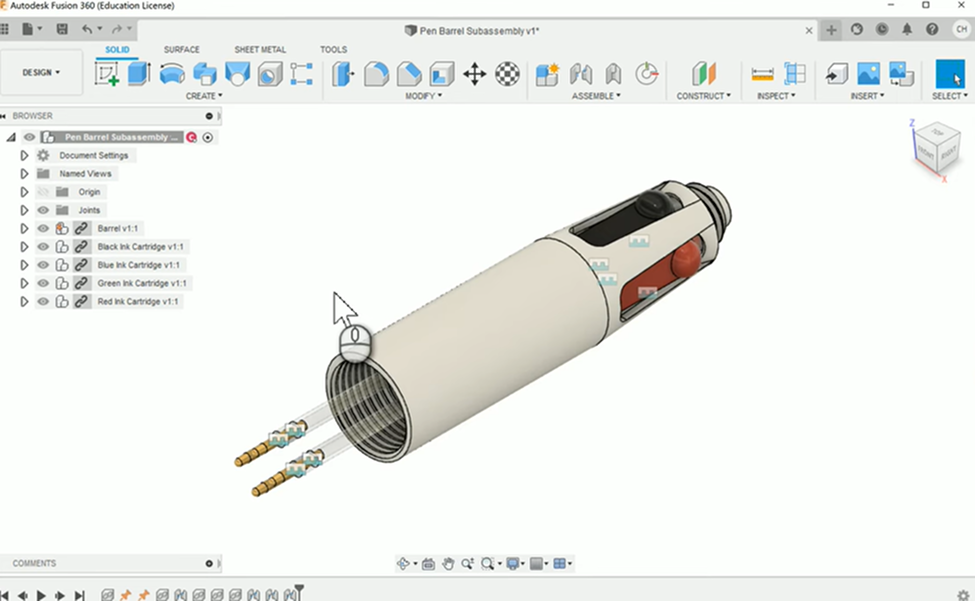 Autodesk Fusion 360 (Education License)
Pen Barrel Subassembly v1*
CH
SOLID SURFACE SHEET METAL TOOLS
DESIGN
CREATE MODIFY ASSEMBLE CONSTRUCT INSPECT INSERT SELECT
BROWSER
Pen Barrel Subassembly ...
Document Settings
Named Views
Origin
Joints
Barrel v1:1
Black Ink Cartridge v1:1
Blue Ink Cartridge v1:1
Green Ink Cartridge v1:1
Red Ink Cartridge v1:1
Z
TOP
FRONT RIGHT
X
COMMENTS